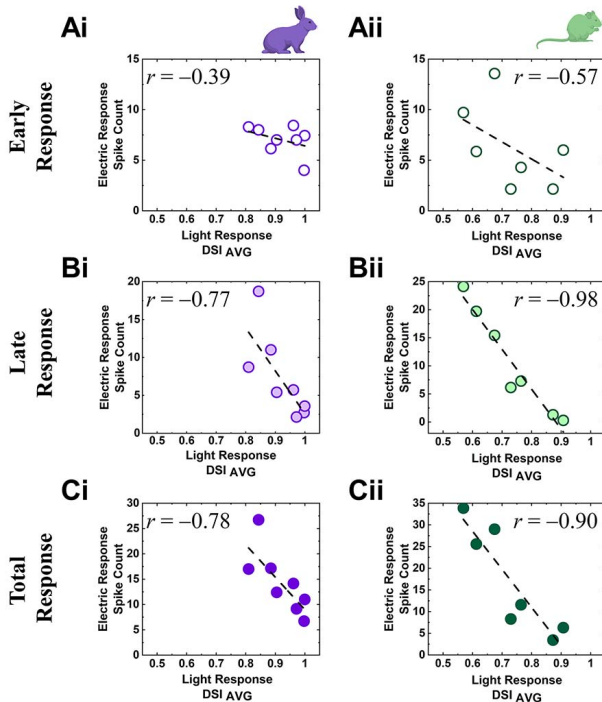 Ai
Aii
Early
Response
Electric Response
Spike Count
15
10
5
0
r = −0.39
0.5 0.6 0.7 0.8 0.9 1
Light Response
DSI AVG
Electric Response
Spike Count
15
10
5
0
r = −0.57
0.5 0.6 0.7 0.8 0.9 1
Light Response
DSI AVG
Bi
Bii
Late
Response
Electric Response
Spike Count
20
15
10
5
0
r = −0.77
0.5 0.6 0.7 0.8 0.9 1
Light Response
DSI AVG
Electric Response
Spike Count
25
20
15
10
5
0
r = −0.98
0.5 0.6 0.7 0.8 0.9 1
Light Response
DSI AVG
Ci
Cii
Total
Response
Electric Response
Spike Count
30
25
20
15
10
5
0
r = −0.78
0.5 0.6 0.7 0.8 0.9 1
Light Response
DSI AVG
Electric Response
Spike Count
35
30
25
20
15
10
5
0
r = −0.90
0.5 0.6 0.7 0.8 0.9 1
Light Response
DSI AVG